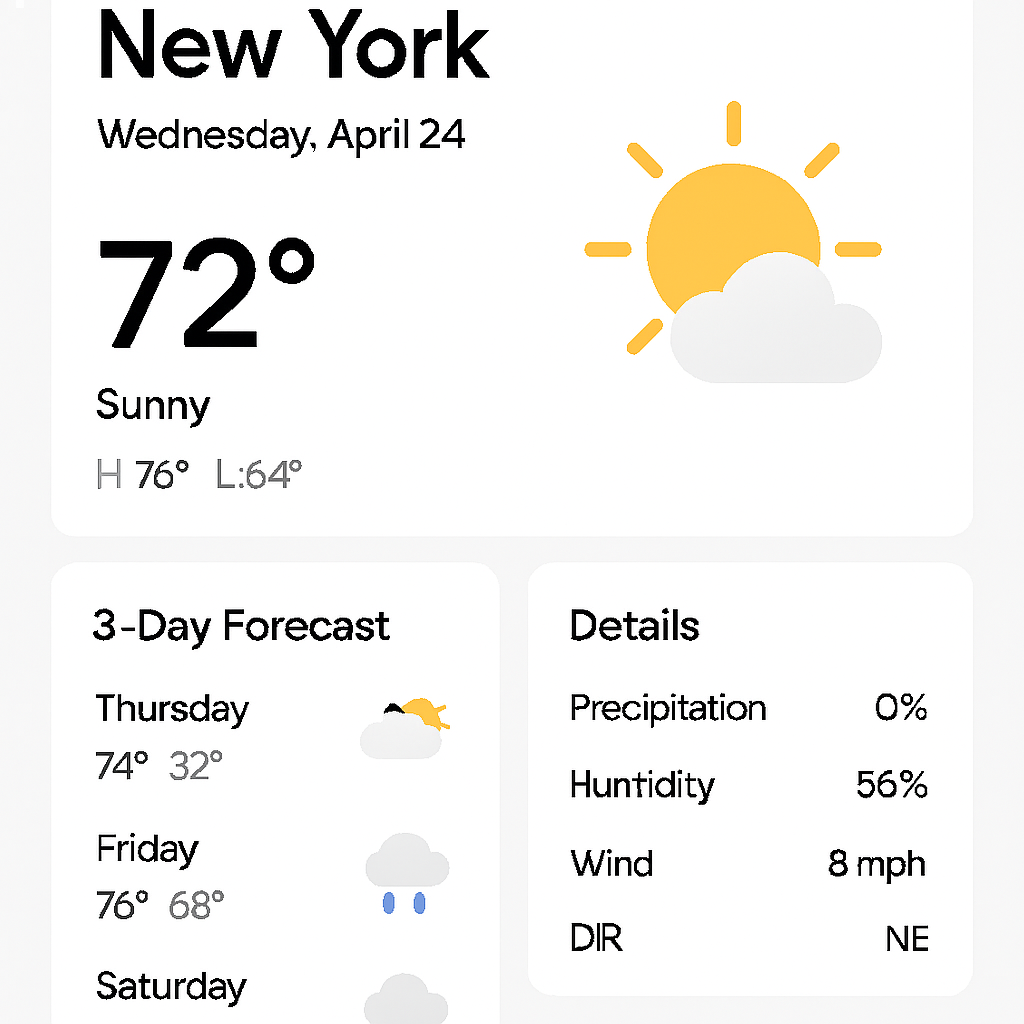 New York
Wednesday, April 24
72°
Sunny
H 76° L:64°
3-Day Forecast
Thursday
74° 32°
Friday
76° 68°
Saturday
Details
Precipitation 0%
Huntidity 56%
Wind 8 mph
DIR NE